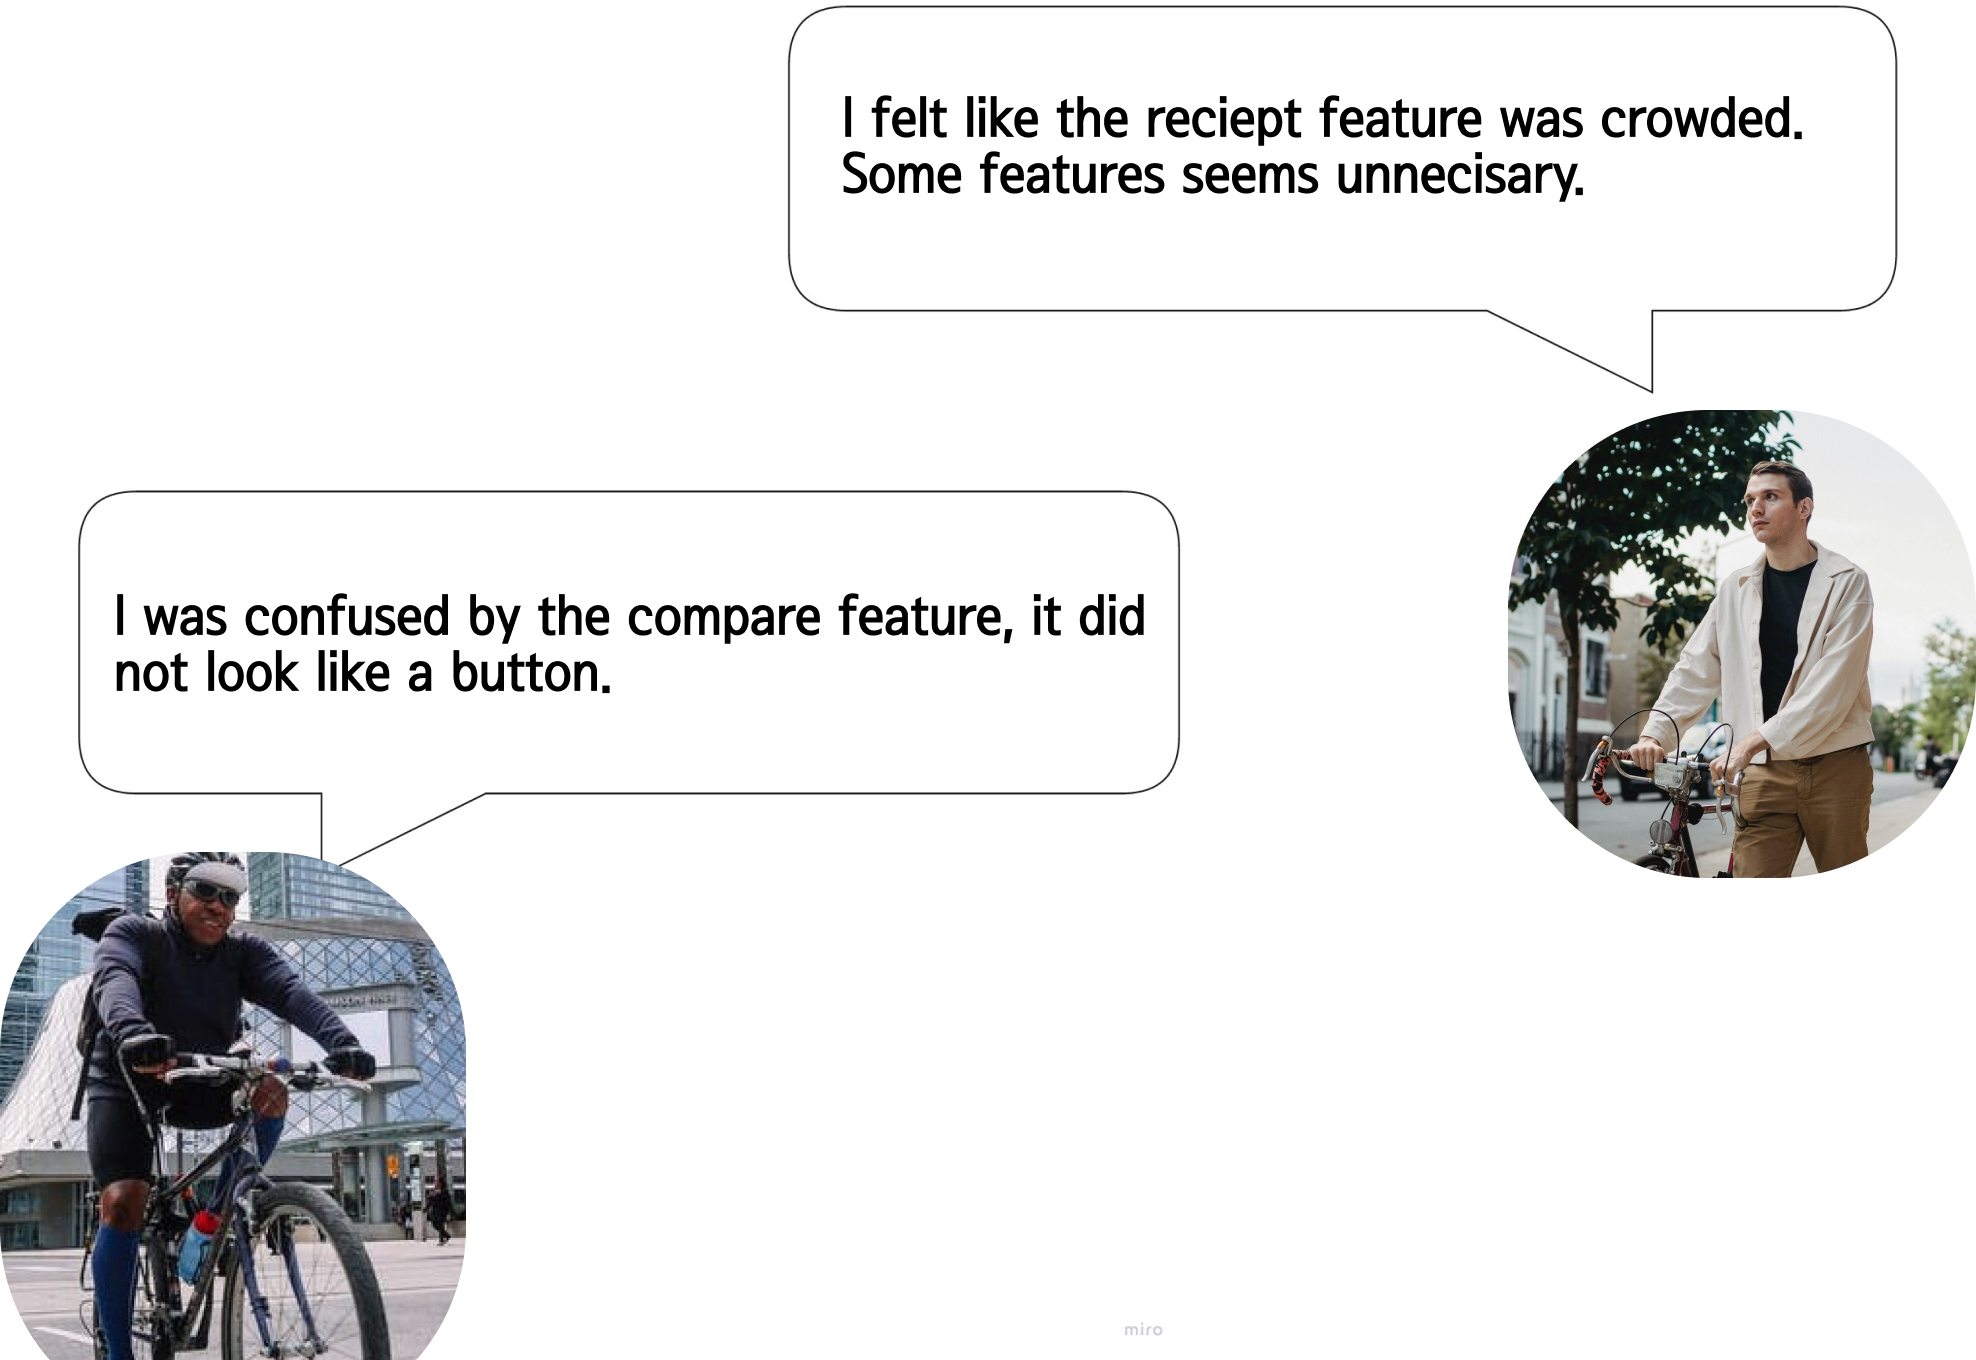 I felt like the reciept feature was crowded.
Some features seems unnecisary.
I was confused by the compare feature, it did
not look like a button.
miro